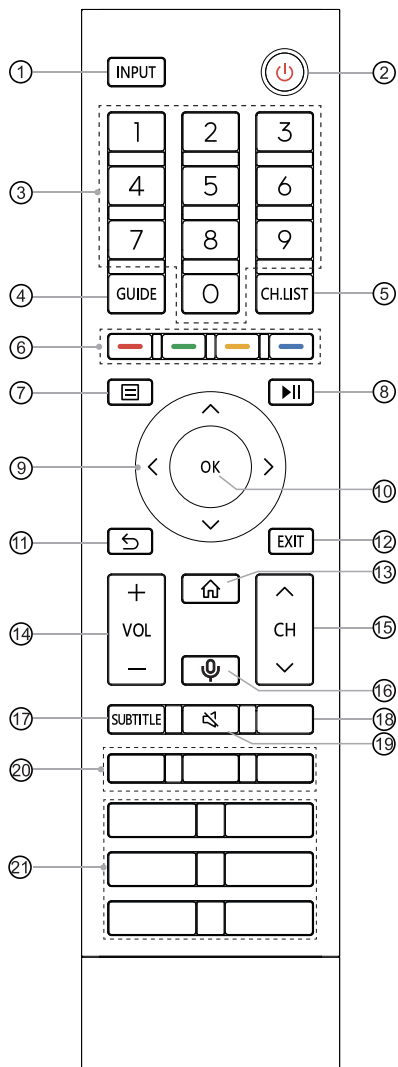 ① INPUT ②
1 2 3
③ 4 5 6
7 8 9
④ GUIDE 0 CH.LIST ⑤
⑥
⑦ ⑧
⑨ OK
⑩
⑪ EXIT ⑫
⑬
+
⑭ VOL CH ⑮
—
⑯
⑰ SUBTITLE ⑱
⑲
⑳
㉑